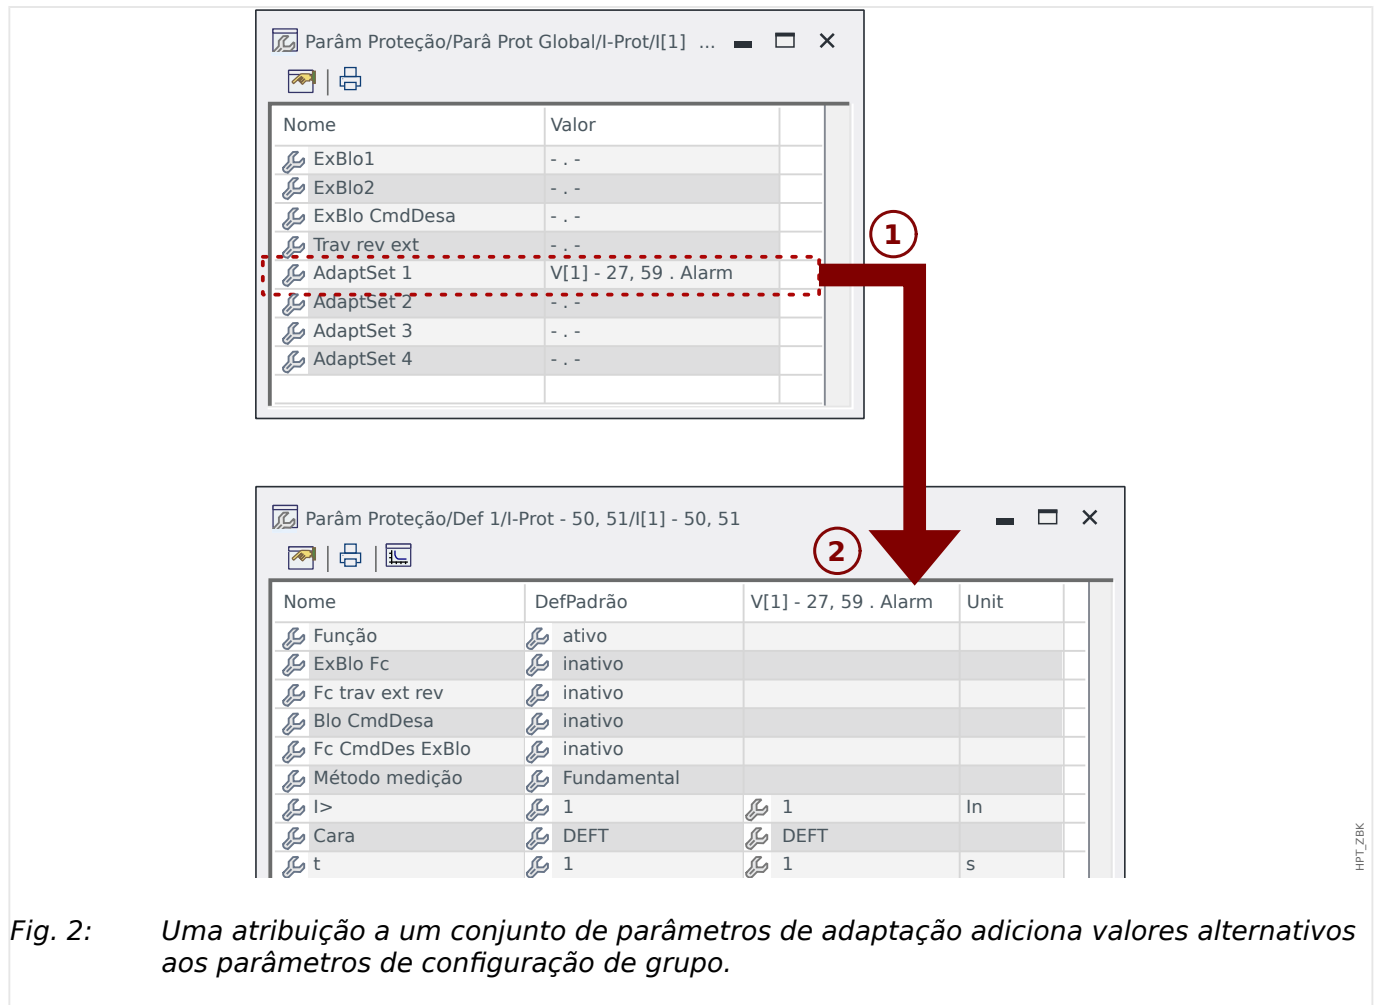 Parâm Proteção/Parâ Prot Global/I-Prot/I[1] ...
Nome Valor
ExBlo1 - . -
ExBlo2 - . -
ExBlo CmdDesa - . -
Trav rev ext - . -
AdaptSet 1 V[1] - 27, 59 . Alarm
AdaptSet 2 - . -
AdaptSet 3 - . -
AdaptSet 4 - . -
1
Parâm Proteção/Def 1/I-Prot - 50, 51/I[1] - 50, 51
2
Nome DefPadrão V[1] - 27, 59 . Alarm Unit
Função ativo
ExBlo Fc inativo
Fc trav ext rev inativo
Blo CmdDesa inativo
Fc CmdDes ExBlo inativo
Método medição Fundamental
I> 1 1 In
Cara DEFT DEFT
t 1 1 s
HPT_ZBK
Fig. 2: Uma atribuição a um conjunto de parâmetros de adaptação adiciona valores alternativos
aos parâmetros de configuração de grupo.